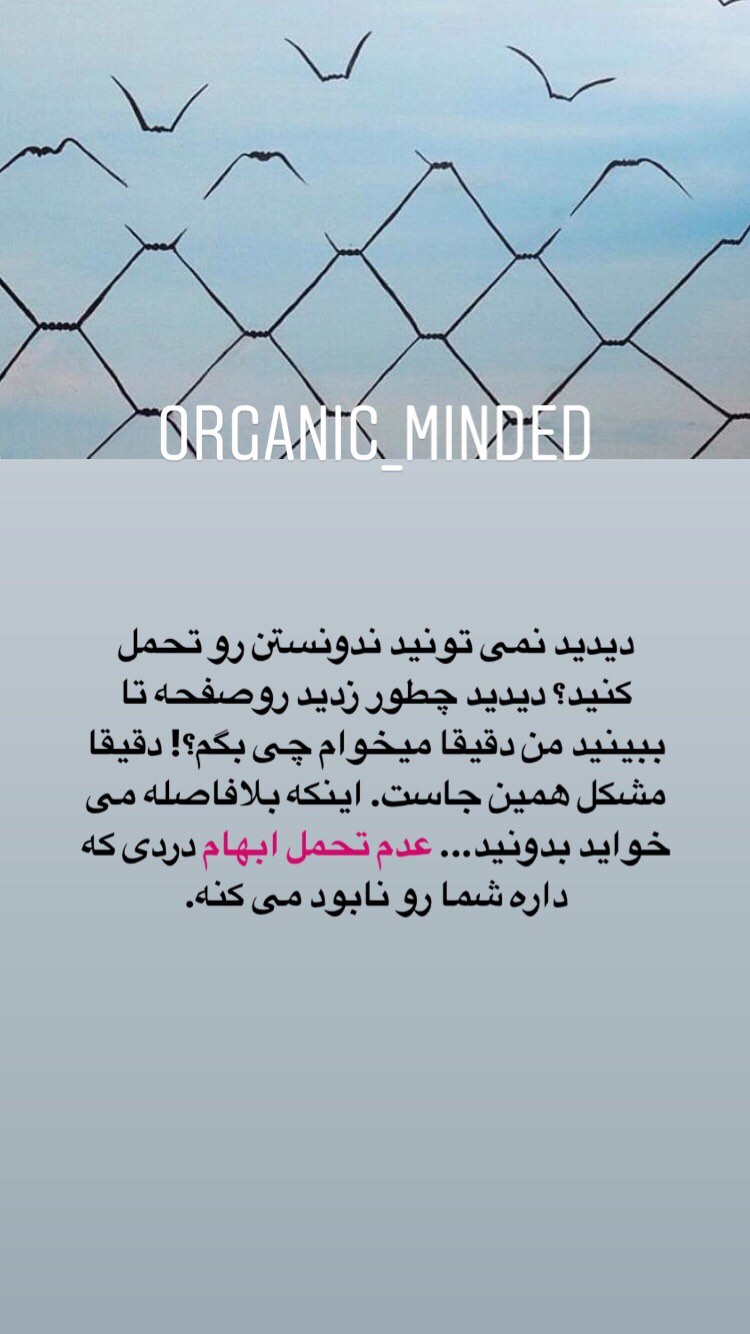 ORGANIC_MINDED
دیدید نمی تونید ندونستن رو تحمل
کنید؟ دیدید چطور زدید روصفحه تا
ببینید من دقیقا میخوام چی بگم؟! دقیقا
مشکل همین جاست. اینکه بلافاصله می
خواید بدونید... عدم تحمل ابهام دردی که
داره شما رو نابود می کنه.